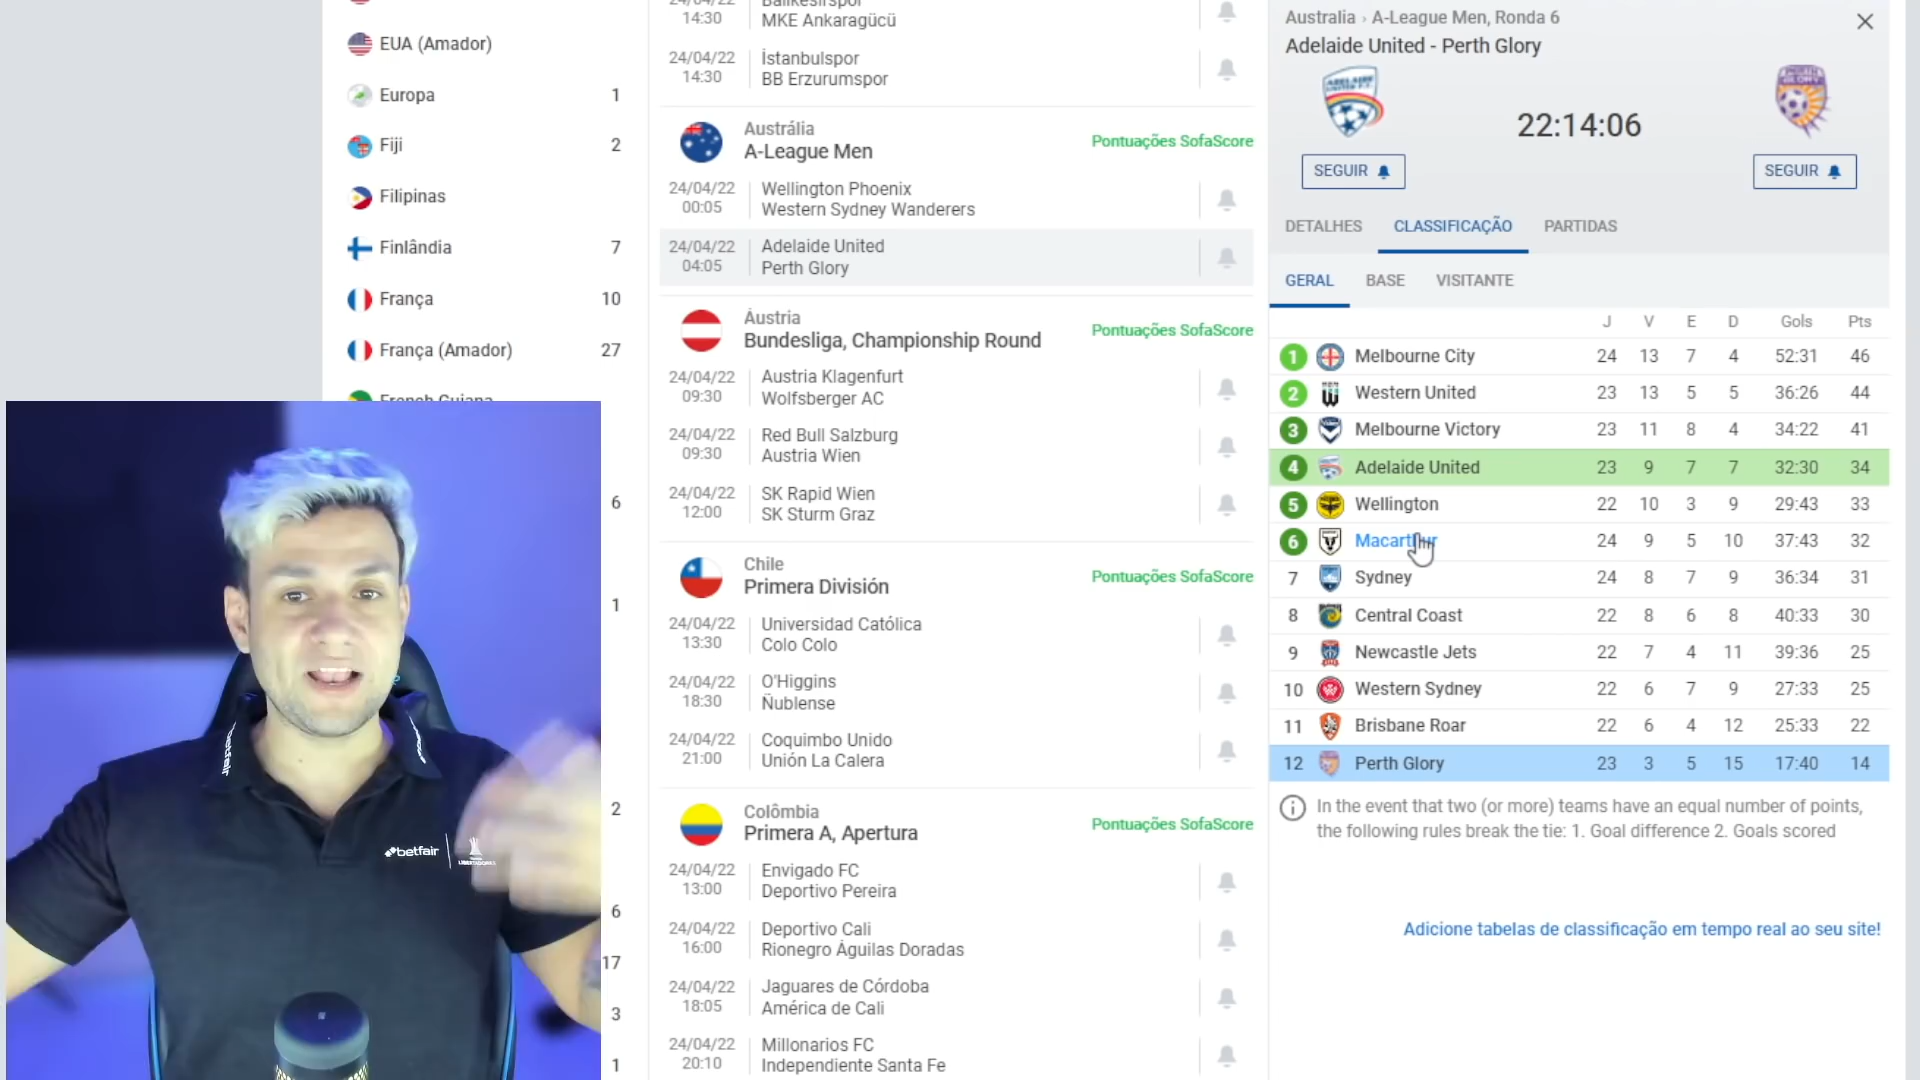 EUA (Amador)
Europa 1
Fiji 2
Filipinas
Finlândia 7
França 10
França (Amador) 27
6
1
2
6
17
3
1
betfair
betfair
LIBERTADORES
14:30 MKE Ankaragücü
24/04/22 İstanbulspor
14:30 BB Erzurumspor
Austrália
A-League Men
Pontuações SofaScore
24/04/22 Wellington Phoenix
00:05 Western Sydney Wanderers
24/04/22 Adelaide United
04:05 Perth Glory
Áustria
Bundesliga, Championship Round
Pontuações SofaScore
24/04/22 Austria Klagenfurt
09:30 Wolfsberger AC
24/04/22 Red Bull Salzburg
09:30 Austria Wien
24/04/22 SK Rapid Wien
12:00 SK Sturm Graz
Chile
Primera División
Pontuações SofaScore
24/04/22 Universidad Católica
13:30 Colo Colo
24/04/22 O'Higgins
18:30 Ñublense
24/04/22 Coquimbo Unido
21:00 Unión La Calera
Colômbia
Primera A, Apertura
Pontuações SofaScore
24/04/22 Envigado FC
13:00 Deportivo Pereira
24/04/22 Deportivo Cali
16:00 Rionegro Águilas Doradas
24/04/22 Jaguares de Córdoba
18:05 América de Cali
24/04/22 Millonarios FC
20:10 Independiente Santa Fe
Australia › A-League Men, Ronda 6
Adelaide United - Perth Glory
22:14:06
SEGUIR
SEGUIR
DETALHES CLASSIFICAÇÃO PARTIDAS
GERAL BASE VISITANTE
J V E D Gols Pts
1 Melbourne City 24 13 7 4 52:31 46
2 Western United 23 13 5 5 36:26 44
3 Melbourne Victory 23 11 8 4 34:22 41
4 Adelaide United 23 9 7 7 32:30 34
5 Wellington 22 10 3 9 29:43 33
6 Macarthur 24 9 5 10 37:43 32
7 Sydney 24 8 7 9 36:34 31
8 Central Coast 22 8 6 8 40:33 30
9 Newcastle Jets 22 7 4 11 39:36 25
10 Western Sydney 22 6 7 9 27:33 25
11 Brisbane Roar 22 6 4 12 25:33 22
12 Perth Glory 23 3 5 15 17:40 14
In the event that two (or more) teams have an equal number of points,
the following rules break the tie: 1. Goal difference 2. Goals scored
Adicione tabelas de classificação em tempo real ao seu site!